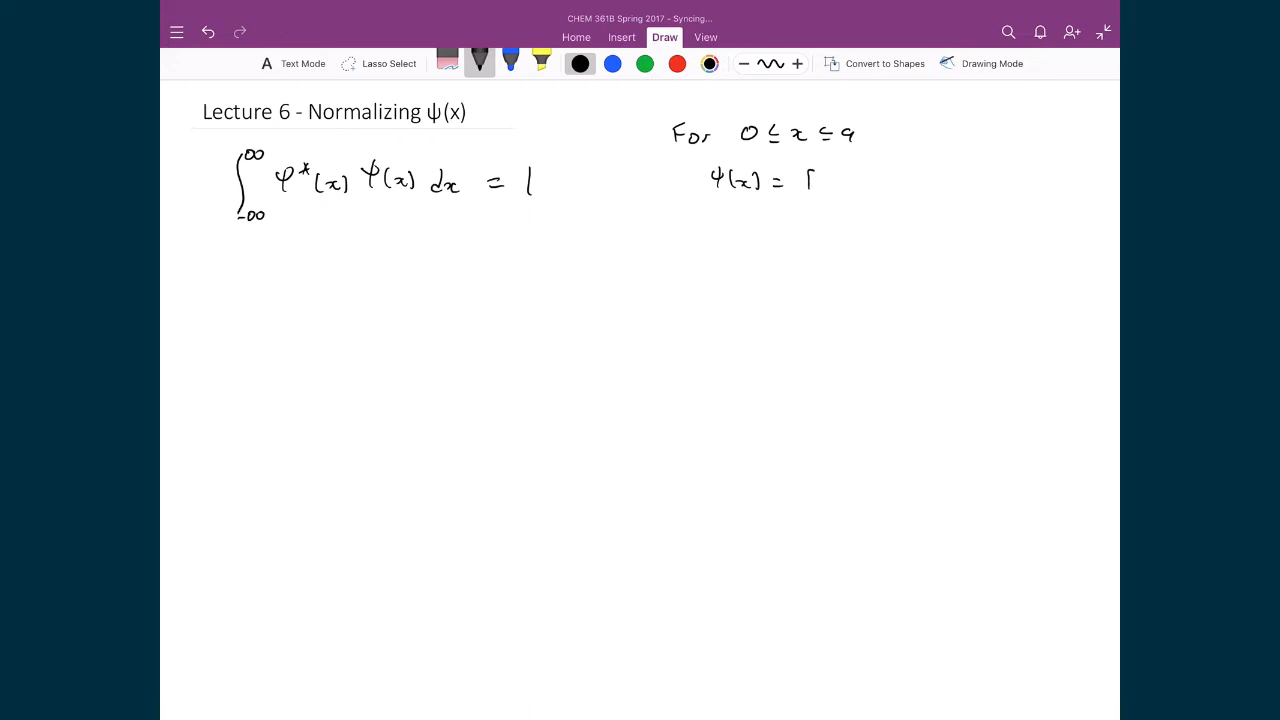 CHEM 361B Spring 2017 - Syncing...
Home Insert Draw View
A Text Mode Lasso Select Convert to Shapes Drawing Mode
Lecture 6 - Normalizing ψ(x)
∫_{-∞}^{∞} ψ*(x) ψ(x) dx = 1
For 0 ≤ x ≤ a
ψ(x) =